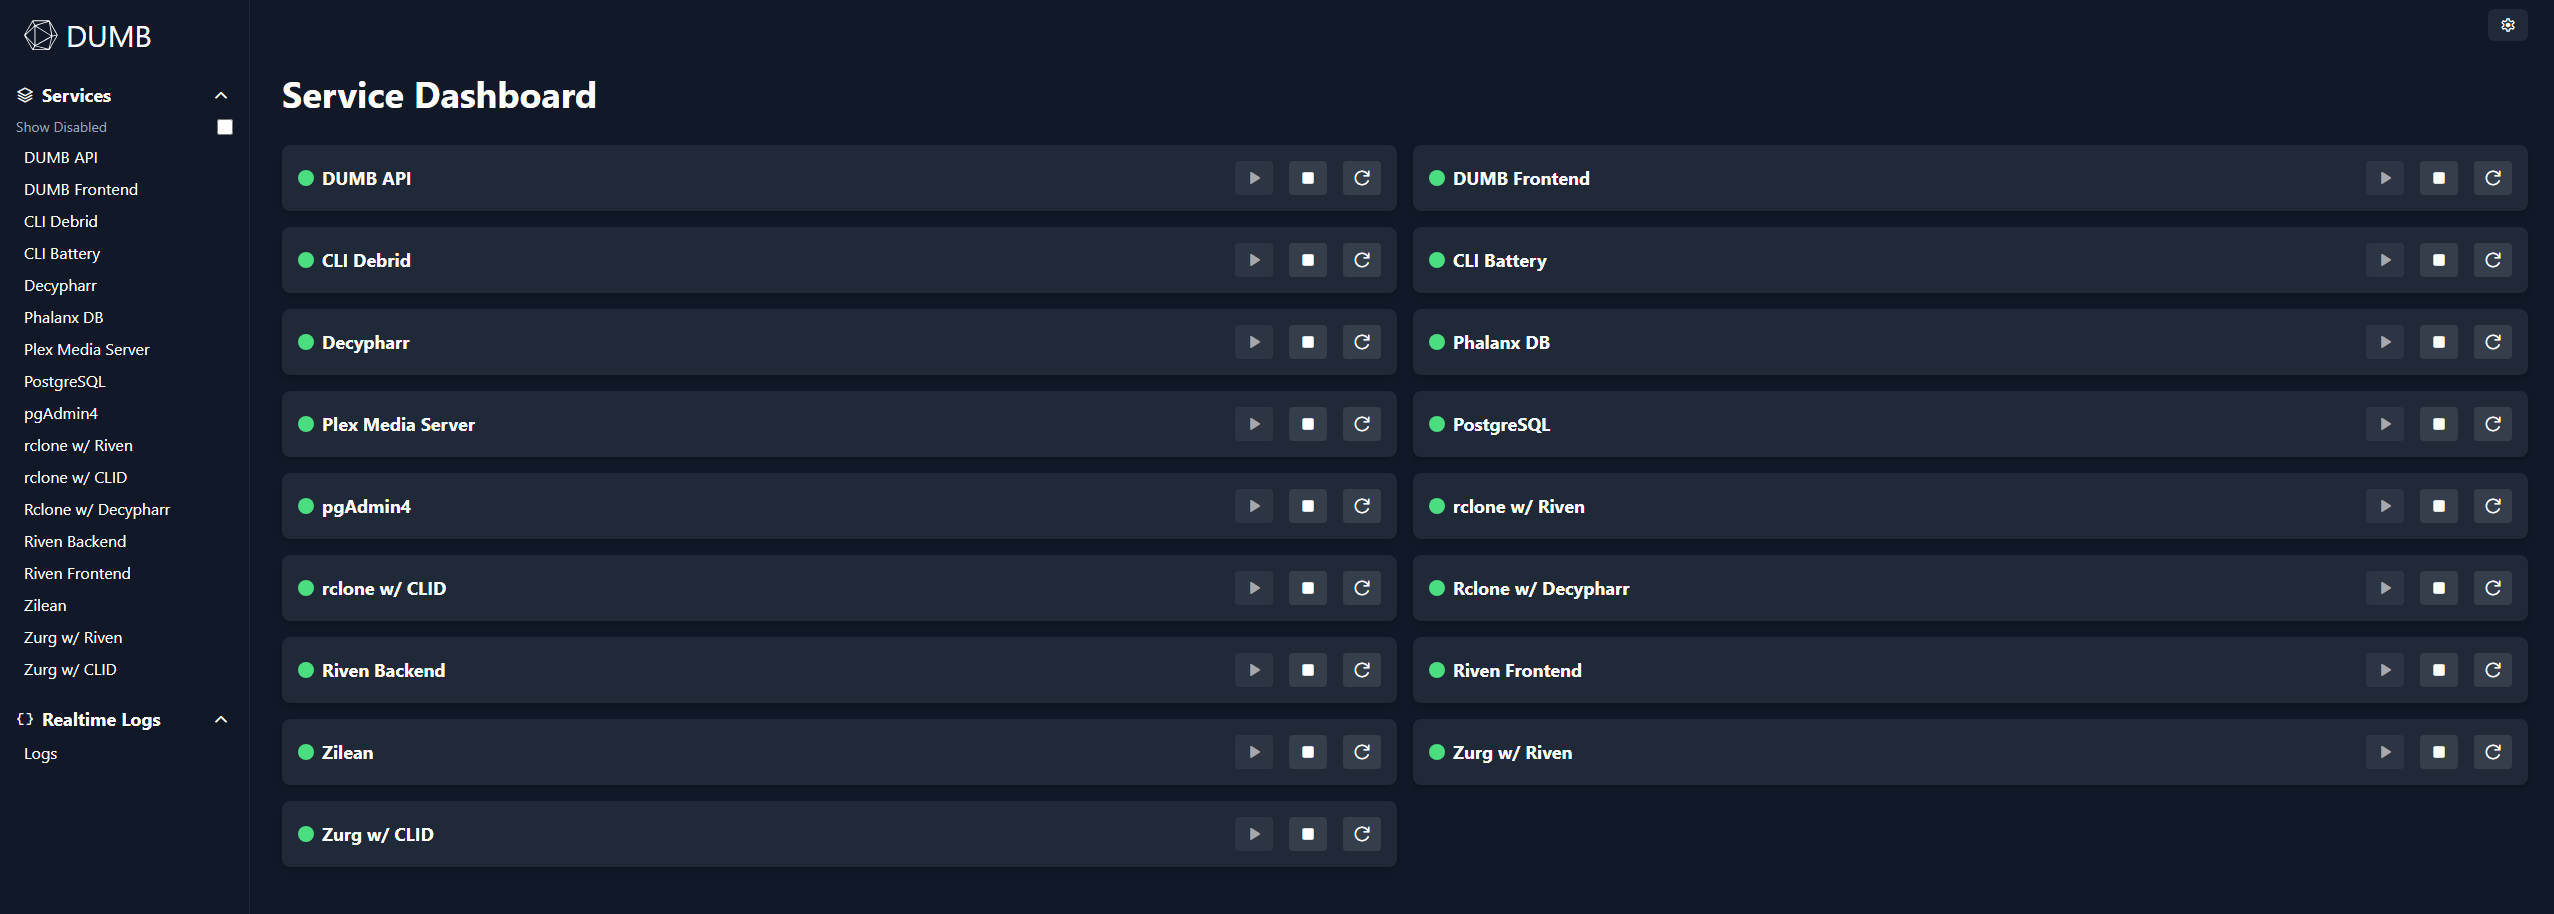 DUMB
Services
Show Disabled
DUMB API
DUMB Frontend
CLI Debrid
CLI Battery
Decypharr
Phalanx DB
Plex Media Server
PostgreSQL
pgAdmin4
rclone w/ Riven
rclone w/ CLID
Rclone w/ Decypharr
Riven Backend
Riven Frontend
Zilean
Zurg w/ Riven
Zurg w/ CLID
Realtime Logs
Logs
Service Dashboard
DUMB API
DUMB Frontend
CLI Debrid
CLI Battery
Decypharr
Phalanx DB
Plex Media Server
PostgreSQL
pgAdmin4
rclone w/ Riven
rclone w/ CLID
Rclone w/ Decypharr
Riven Backend
Riven Frontend
Zilean
Zurg w/ Riven
Zurg w/ CLID